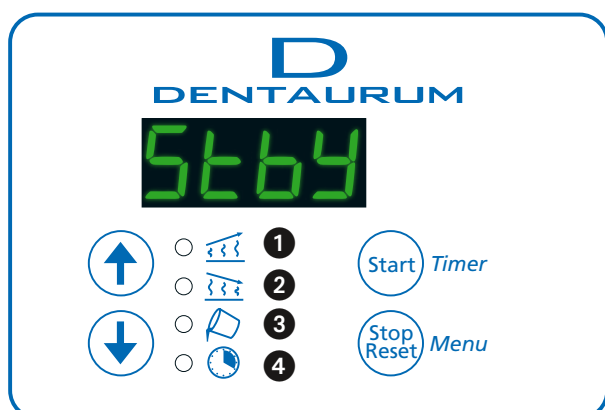 D
DENTAURUM
Stby
1
2
3
4
Start Timer
Stop
Reset Menu